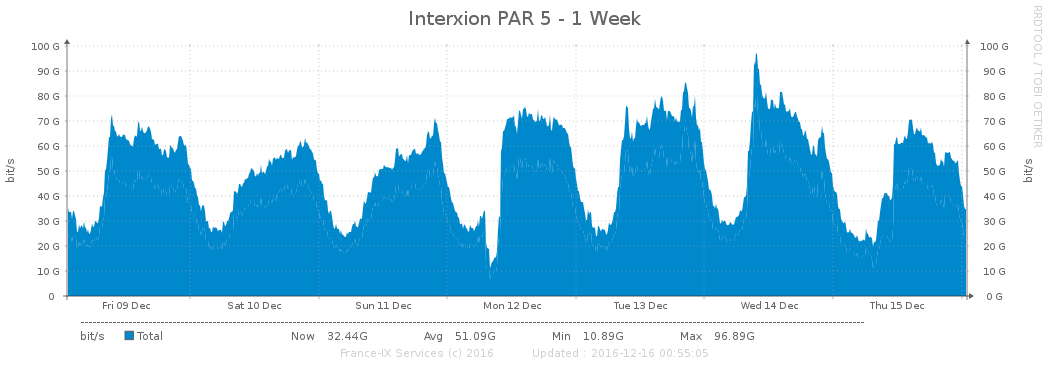 Interxion PAR 5 - 1 Week
RRDTOOL / TOBI OETIKER
bit/s
bit/s
100 G 100 G
90 G 90 G
80 G 80 G
70 G 70 G
60 G 60 G
50 G 50 G
40 G 40 G
30 G 30 G
20 G 20 G
10 G 10 G
0 0 G
Fri 09 Dec Sat 10 Dec Sun 11 Dec Mon 12 Dec Tue 13 Dec Wed 14 Dec Thu 15 Dec
bit/s Total Now 32.44G Avg 51.09G Min 10.89G Max 96.89G
France-IX Services (c) 2016 Updated : 2016-12-16 00:55:05